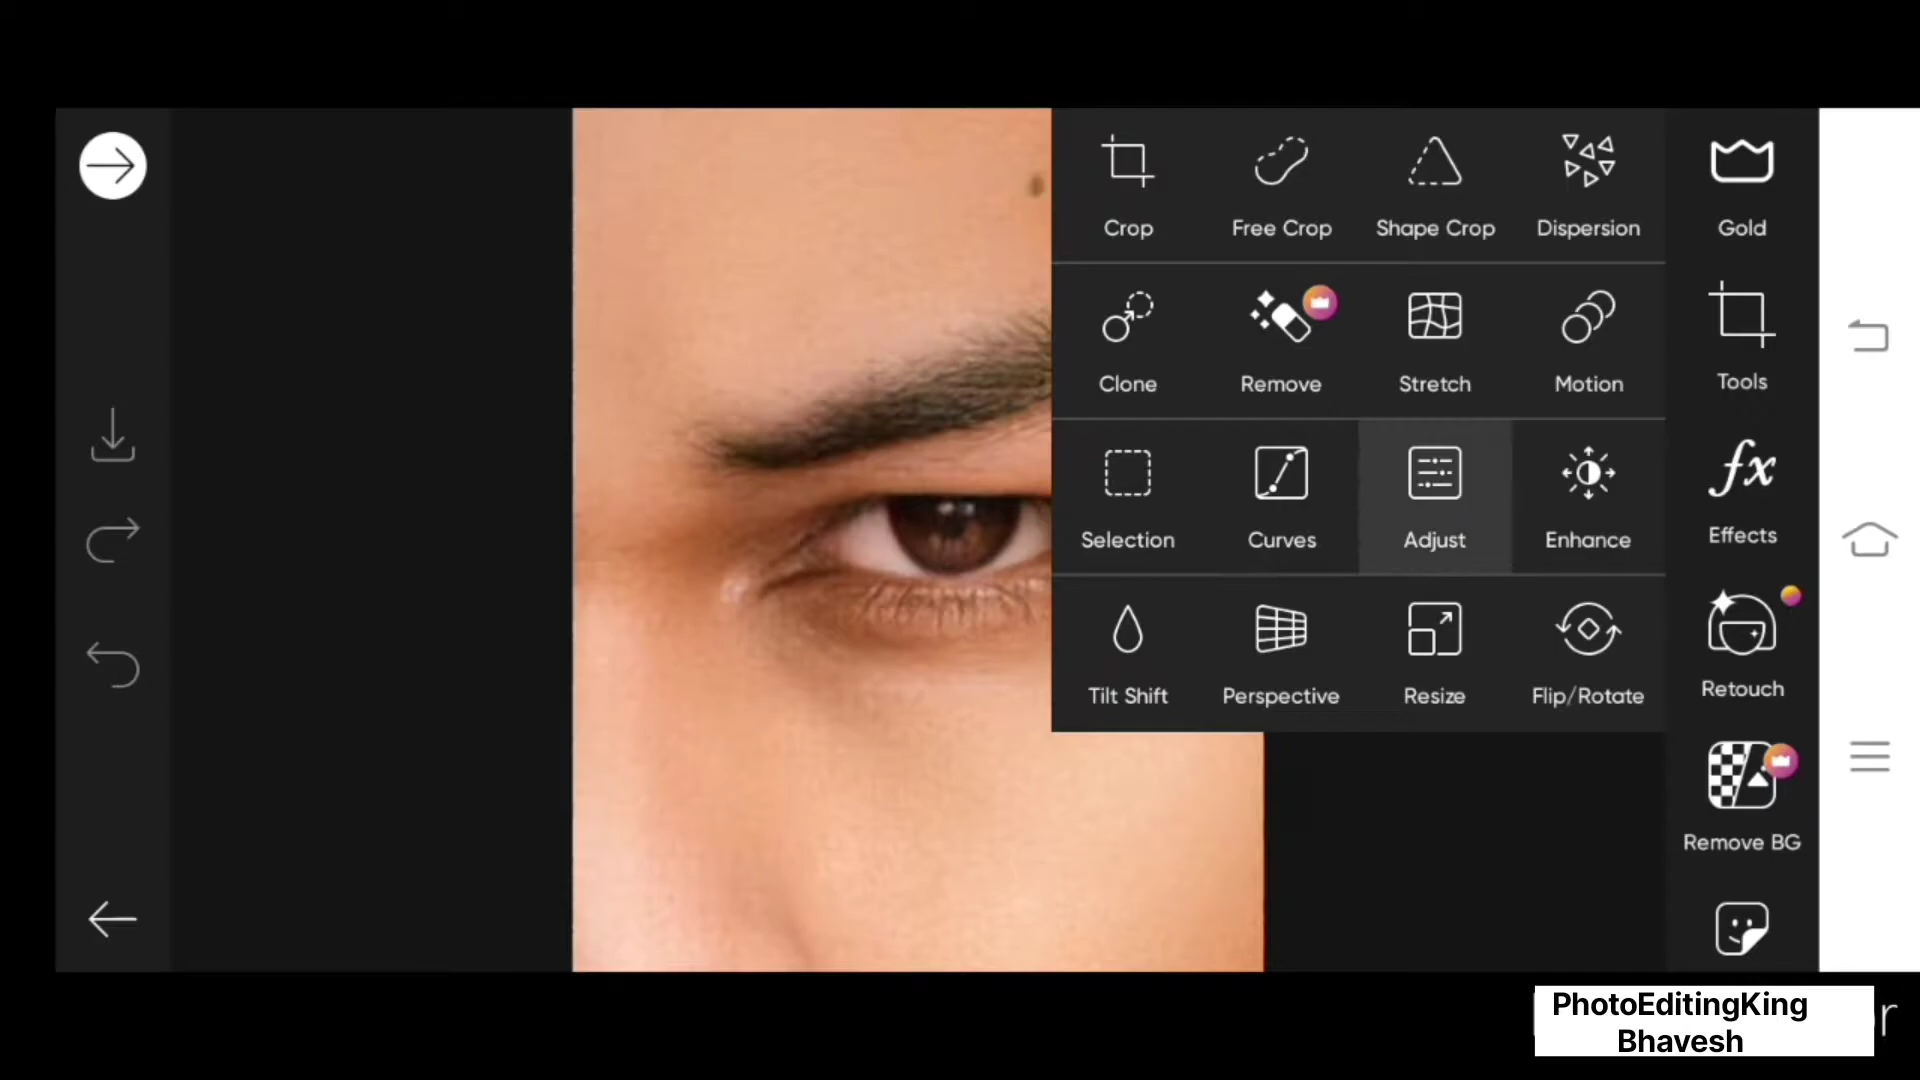 Crop Free Crop Shape Crop Dispersion Gold
Clone Remove Stretch Motion Tools
Selection Curves Adjust Enhance Effects
Tilt Shift Perspective Resize Flip/Rotate Retouch
Remove BG
PhotoEditingKing
Bhavesh
r